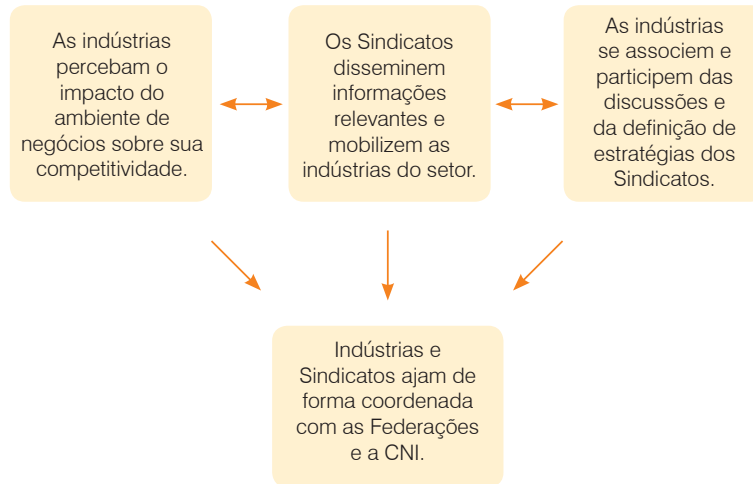 As indústrias
percebam o
impacto do
ambiente de
negócios sobre sua
competitividade.
Os Sindicatos
disseminem
informações
relevantes e
mobilizem as
indústrias do setor.
As indústrias
se associem e
participem das
discussões e
da definição de
estratégias dos
Sindicatos.
Indústrias e
Sindicatos ajam de
forma coordenada
com as Federações
e a CNI.